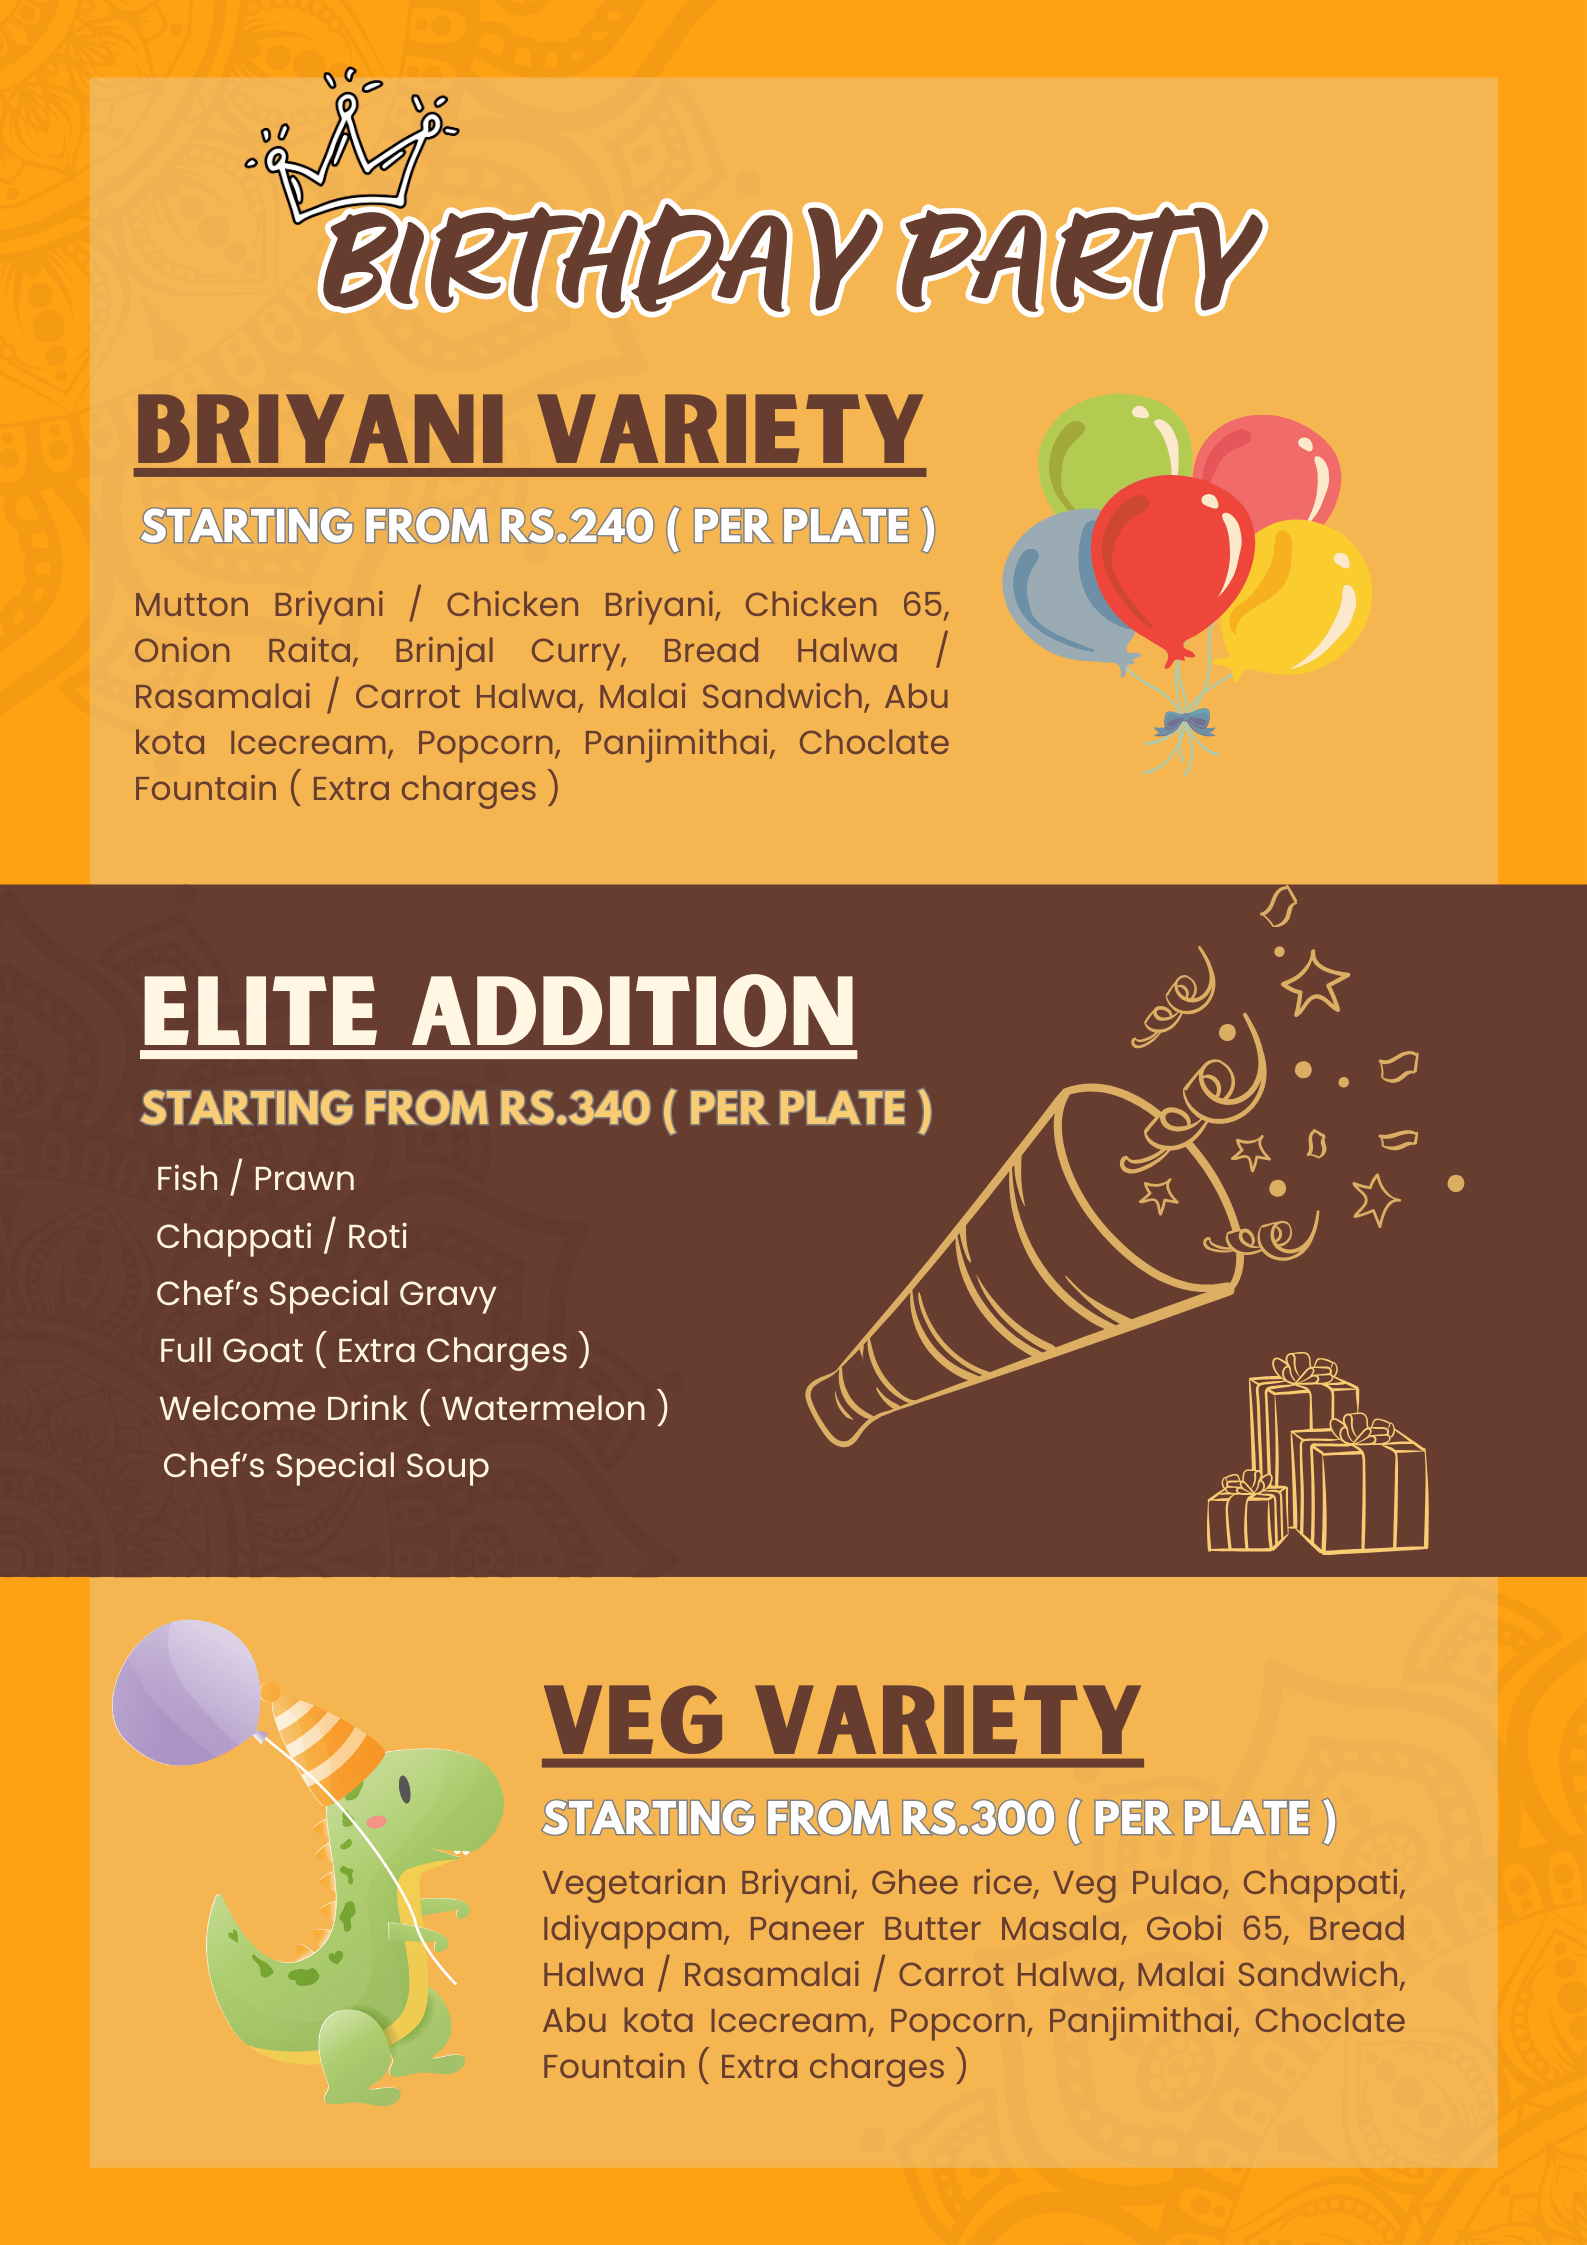 BIRTHDAY PARTY
BRIYANI VARIETY
STARTING FROM RS.240 ( PER PLATE )
Mutton Briyani / Chicken Briyani, Chicken 65,
Onion Raita, Brinjal Curry, Bread Halwa /
Rasamalai / Carrot Halwa, Malai Sandwich, Abu
kota Icecream, Popcorn, Panjimithai, Choclate
Fountain ( Extra charges )
ELITE ADDITION
STARTING FROM RS.340 ( PER PLATE )
Fish / Prawn
Chappati / Roti
Chef’s Special Gravy
Full Goat ( Extra Charges )
Welcome Drink ( Watermelon )
Chef’s Special Soup
VEG VARIETY
STARTING FROM RS.300 ( PER PLATE )
Vegetarian Briyani, Ghee rice, Veg Pulao, Chappati,
Idiyappam, Paneer Butter Masala, Gobi 65, Bread
Halwa / Rasamalai / Carrot Halwa, Malai Sandwich,
Abu kota Icecream, Popcorn, Panjimithai, Choclate
Fountain ( Extra charges )